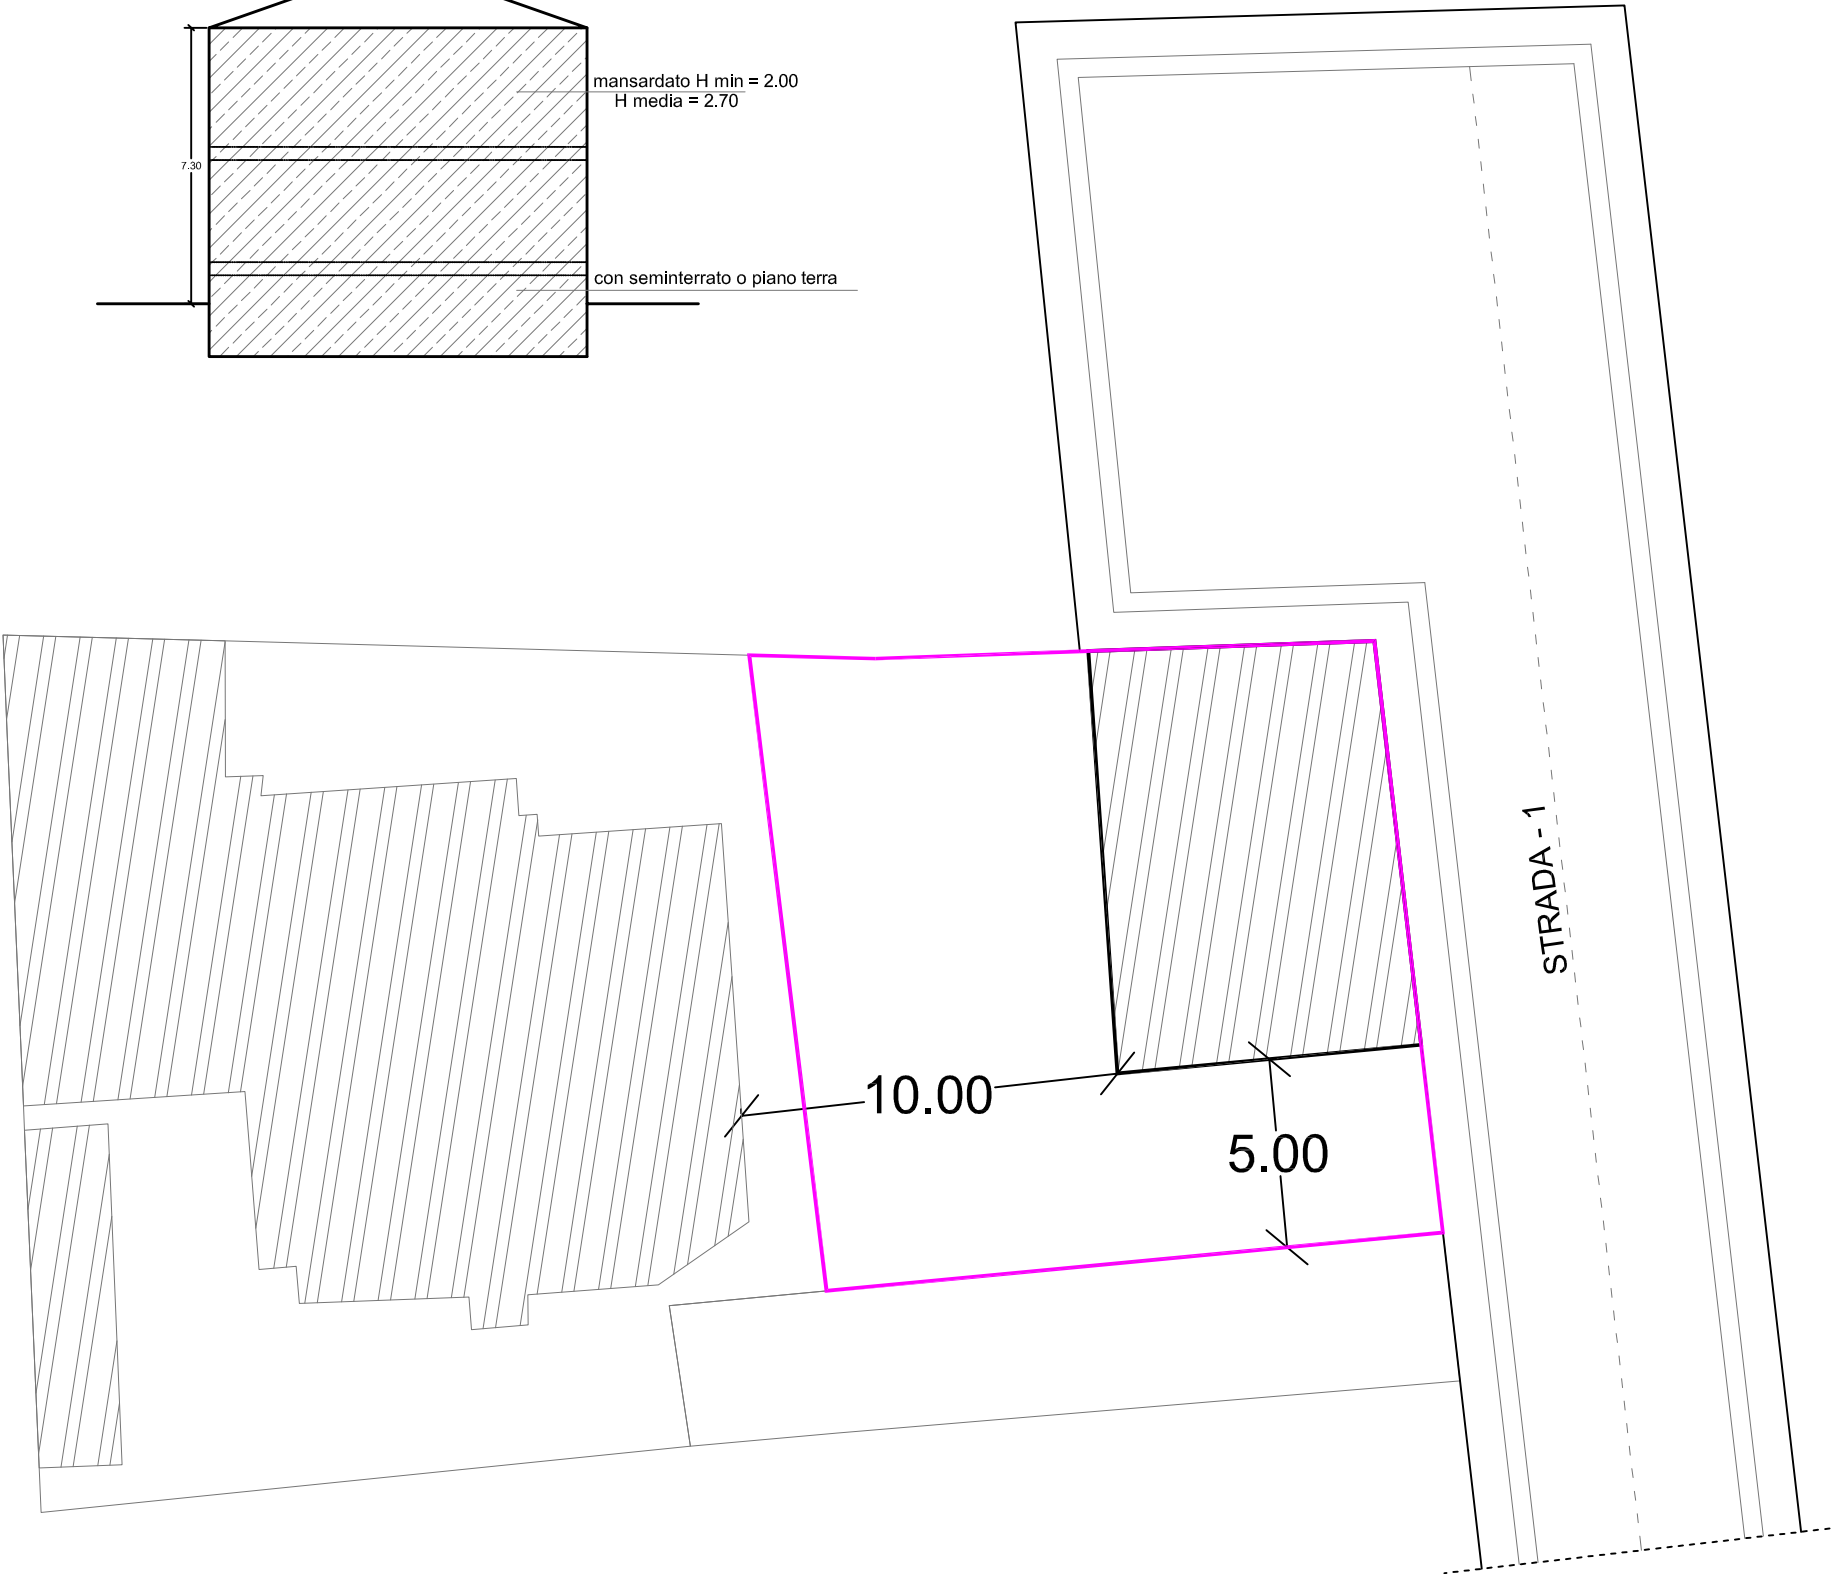 mansardato H min = 2.00
H media = 2.70
7.30
con seminterrato o piano terra
STRADA - 1
10.00
5.00